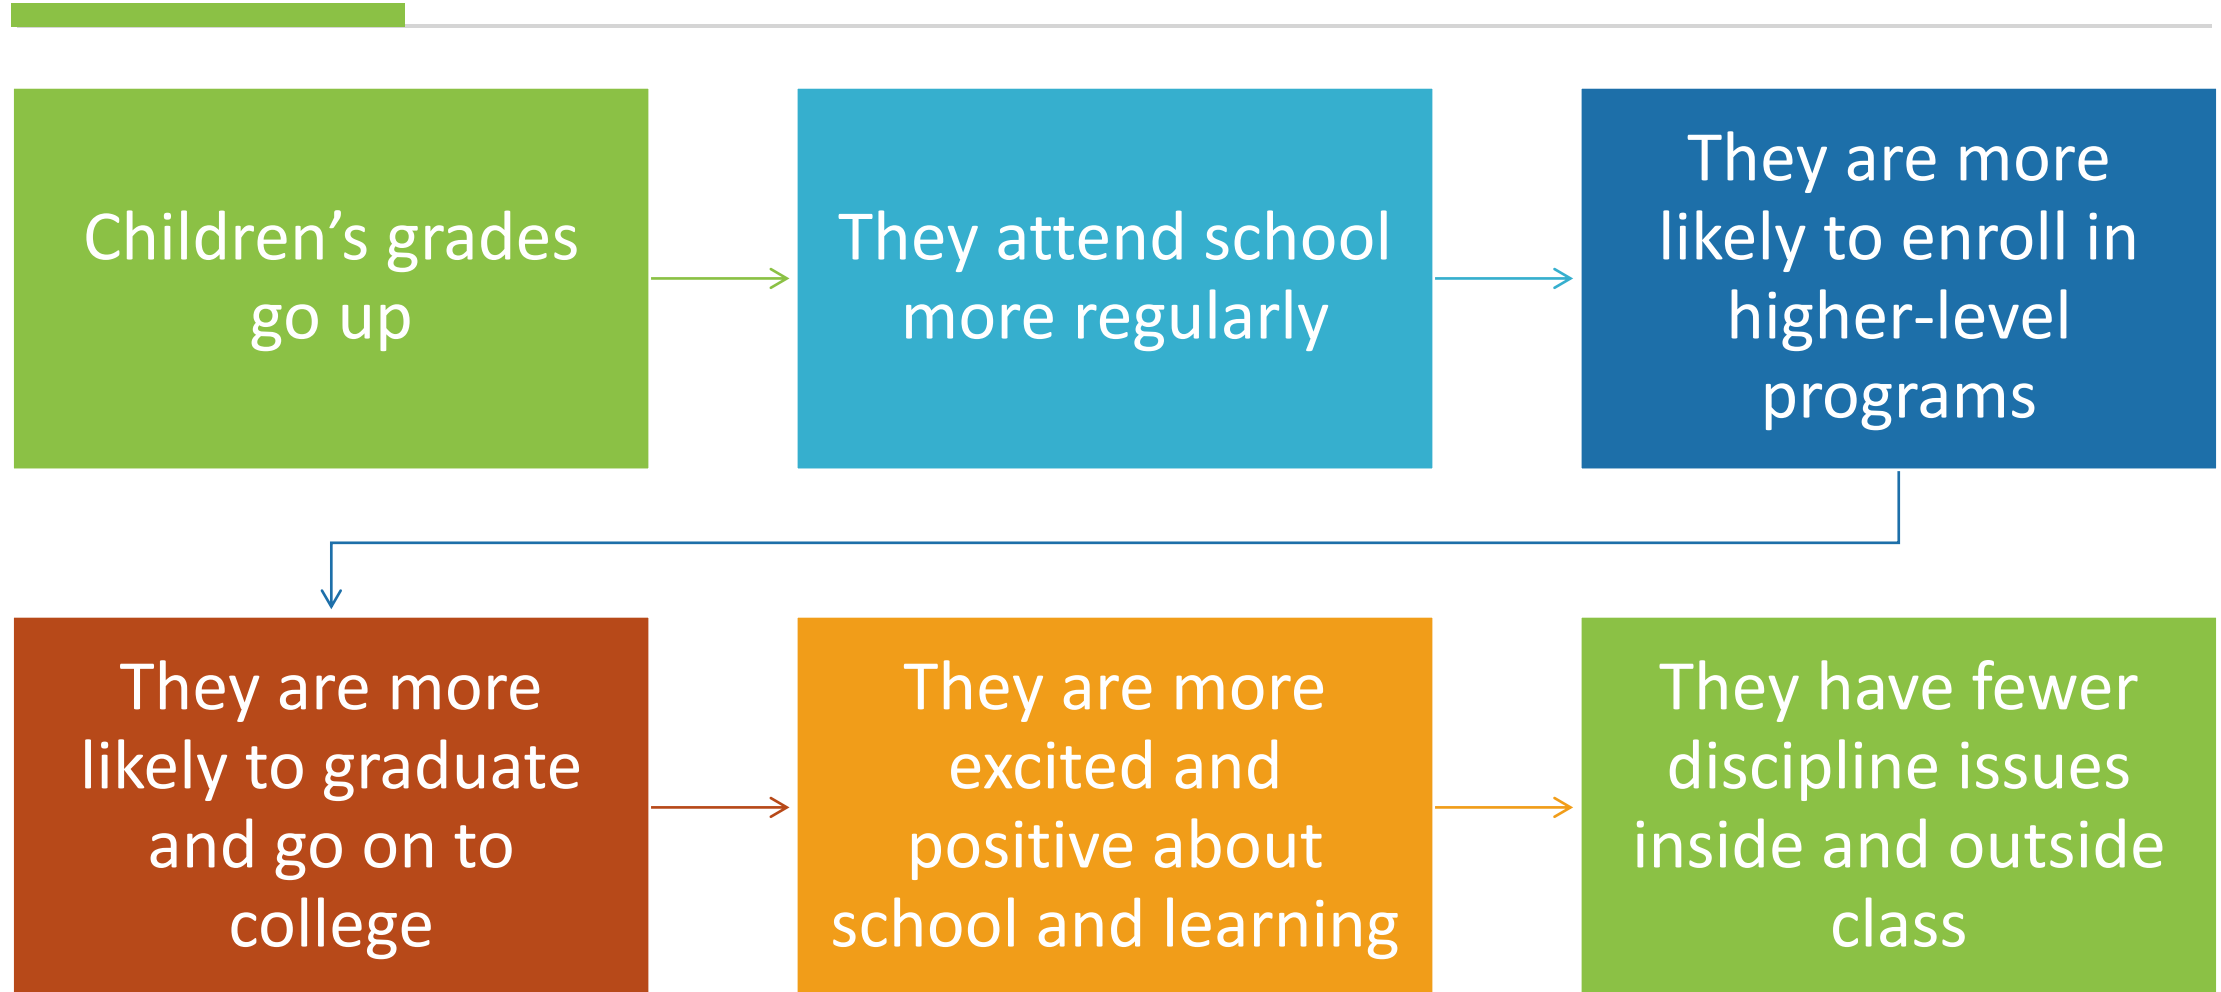 Children’s grades
go up
They attend school
more regularly
They are more
likely to enroll in
higher-level
programs
They are more
likely to graduate
and go on to
college
They are more
excited and
positive about
school and learning
They have fewer
discipline issues
inside and outside
class